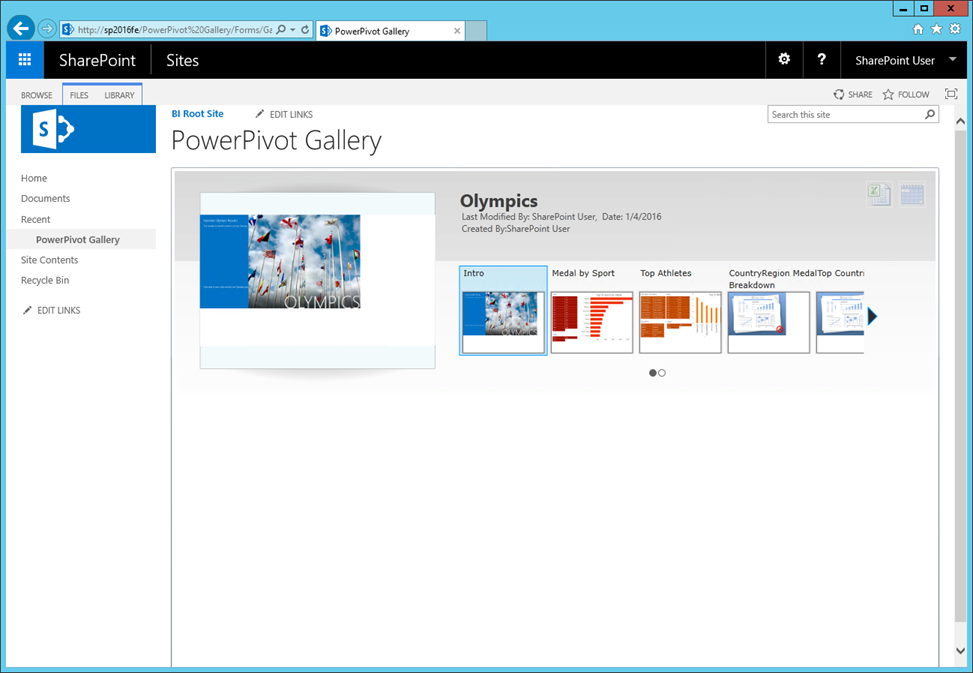 http://sp2016fe/PowerPivot%20Gallery/Forms/Ga
PowerPivot Gallery
SharePoint
Sites
?
SharePoint User
BROWSE
FILES
LIBRARY
SHARE
FOLLOW
S
BI Root Site
EDIT LINKS
Search this site
PowerPivot Gallery
Home
Documents
Recent
PowerPivot Gallery
Site Contents
Recycle Bin
EDIT LINKS
Olympics
Last Modified By: SharePoint User, Date: 1/4/2016
Created By:SharePoint User
OLYMPICS
Intro
Medal by Sport
Top Athletes
CountryRegion Medal
Breakdown
Top Countri